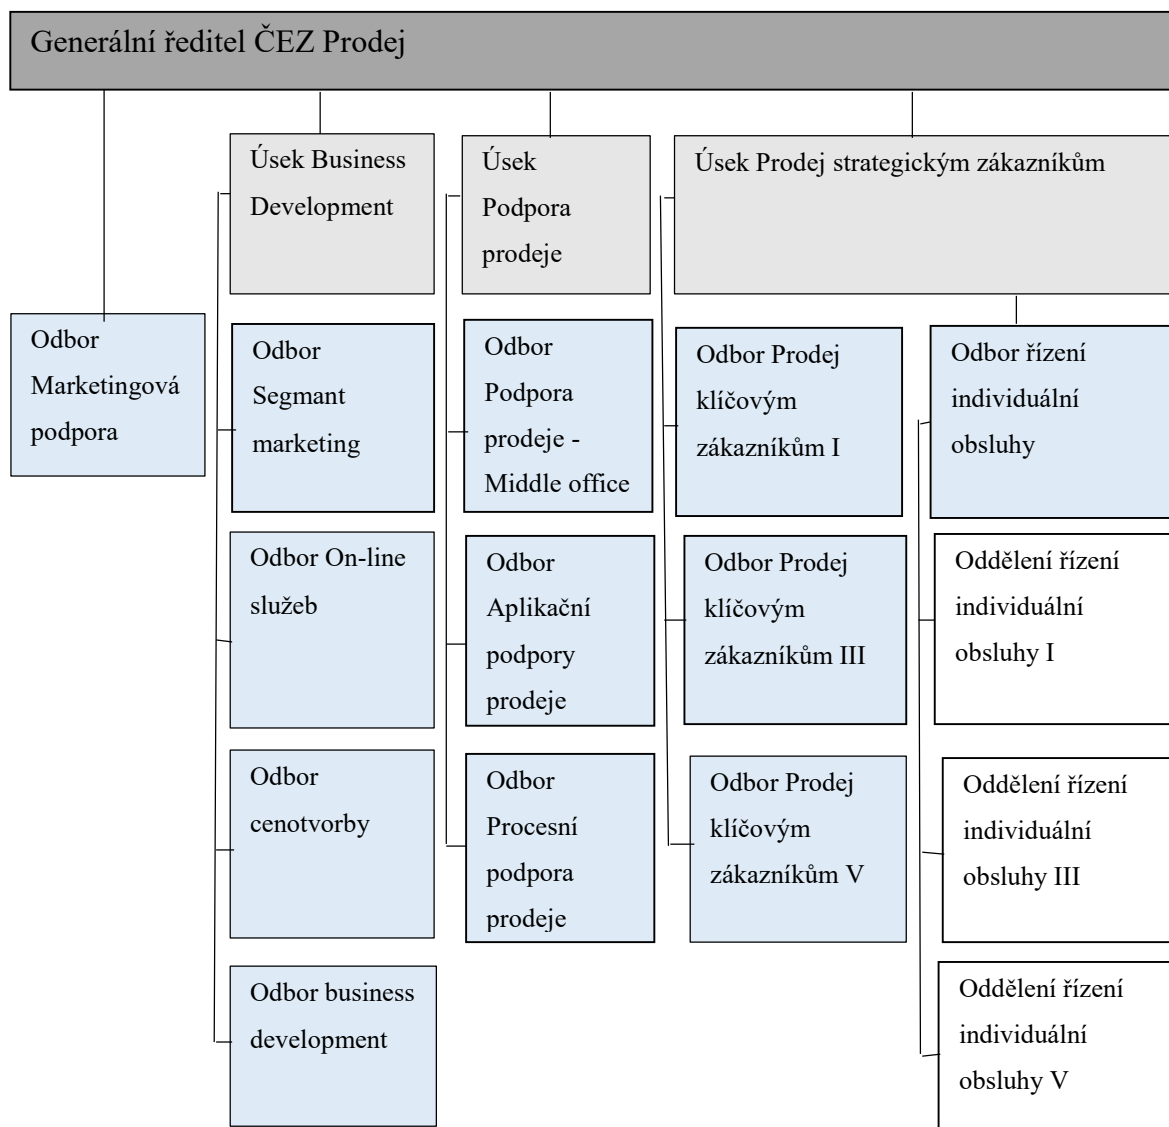 Generální ředitel ČEZ Prodej
Úsek Business
Development
Úsek
Podpora
prodeje
Úsek Prodej strategickým zákazníkům
Odbor
Marketingová
podpora
Odbor
Segmant
marketing
Odbor
Podpora
prodeje -
Middle office
Odbor Prodej
klíčovým
zákazníkům I
Odbor řízení
individuální
obsluhy
Odbor On-line
služeb
Odbor
Aplikační
podpory
prodeje
Odbor Prodej
klíčovým
zákazníkům III
Oddělení řízení
individuální
obsluhy I
Odbor
cenotvorby
Odbor
Procesní
podpora
prodeje
Odbor Prodej
klíčovým
zákazníkům V
Oddělení řízení
individuální
obsluhy III
Odbor business
development
Oddělení řízení
individuální
obsluhy V